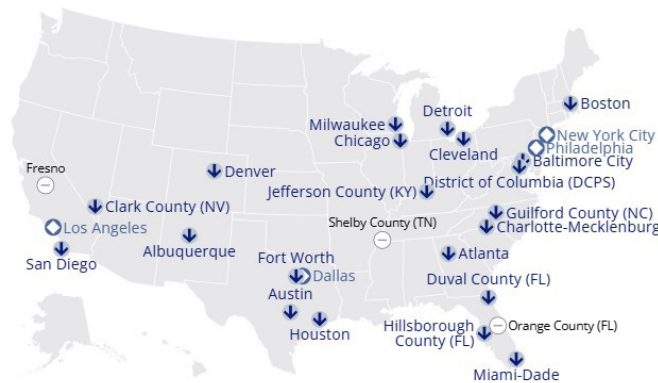 Boston
Detroit
Milwaukee
New York City
Chicago
Philadelphia
Cleveland
Baltimore City
Fresno
Denver
District of Columbia (DCPS)
Jefferson County (KY)
Clark County (NV)
Guilford County (NC)
Shelby County (TN)
Los Angeles
Charlotte-Mecklenburg
Albuquerque
Atlanta
San Diego
Fort Worth
Dallas
Duval County (FL)
Austin
Houston
Hillsborough
County (FL)
Orange County (FL)
Miami-Dade